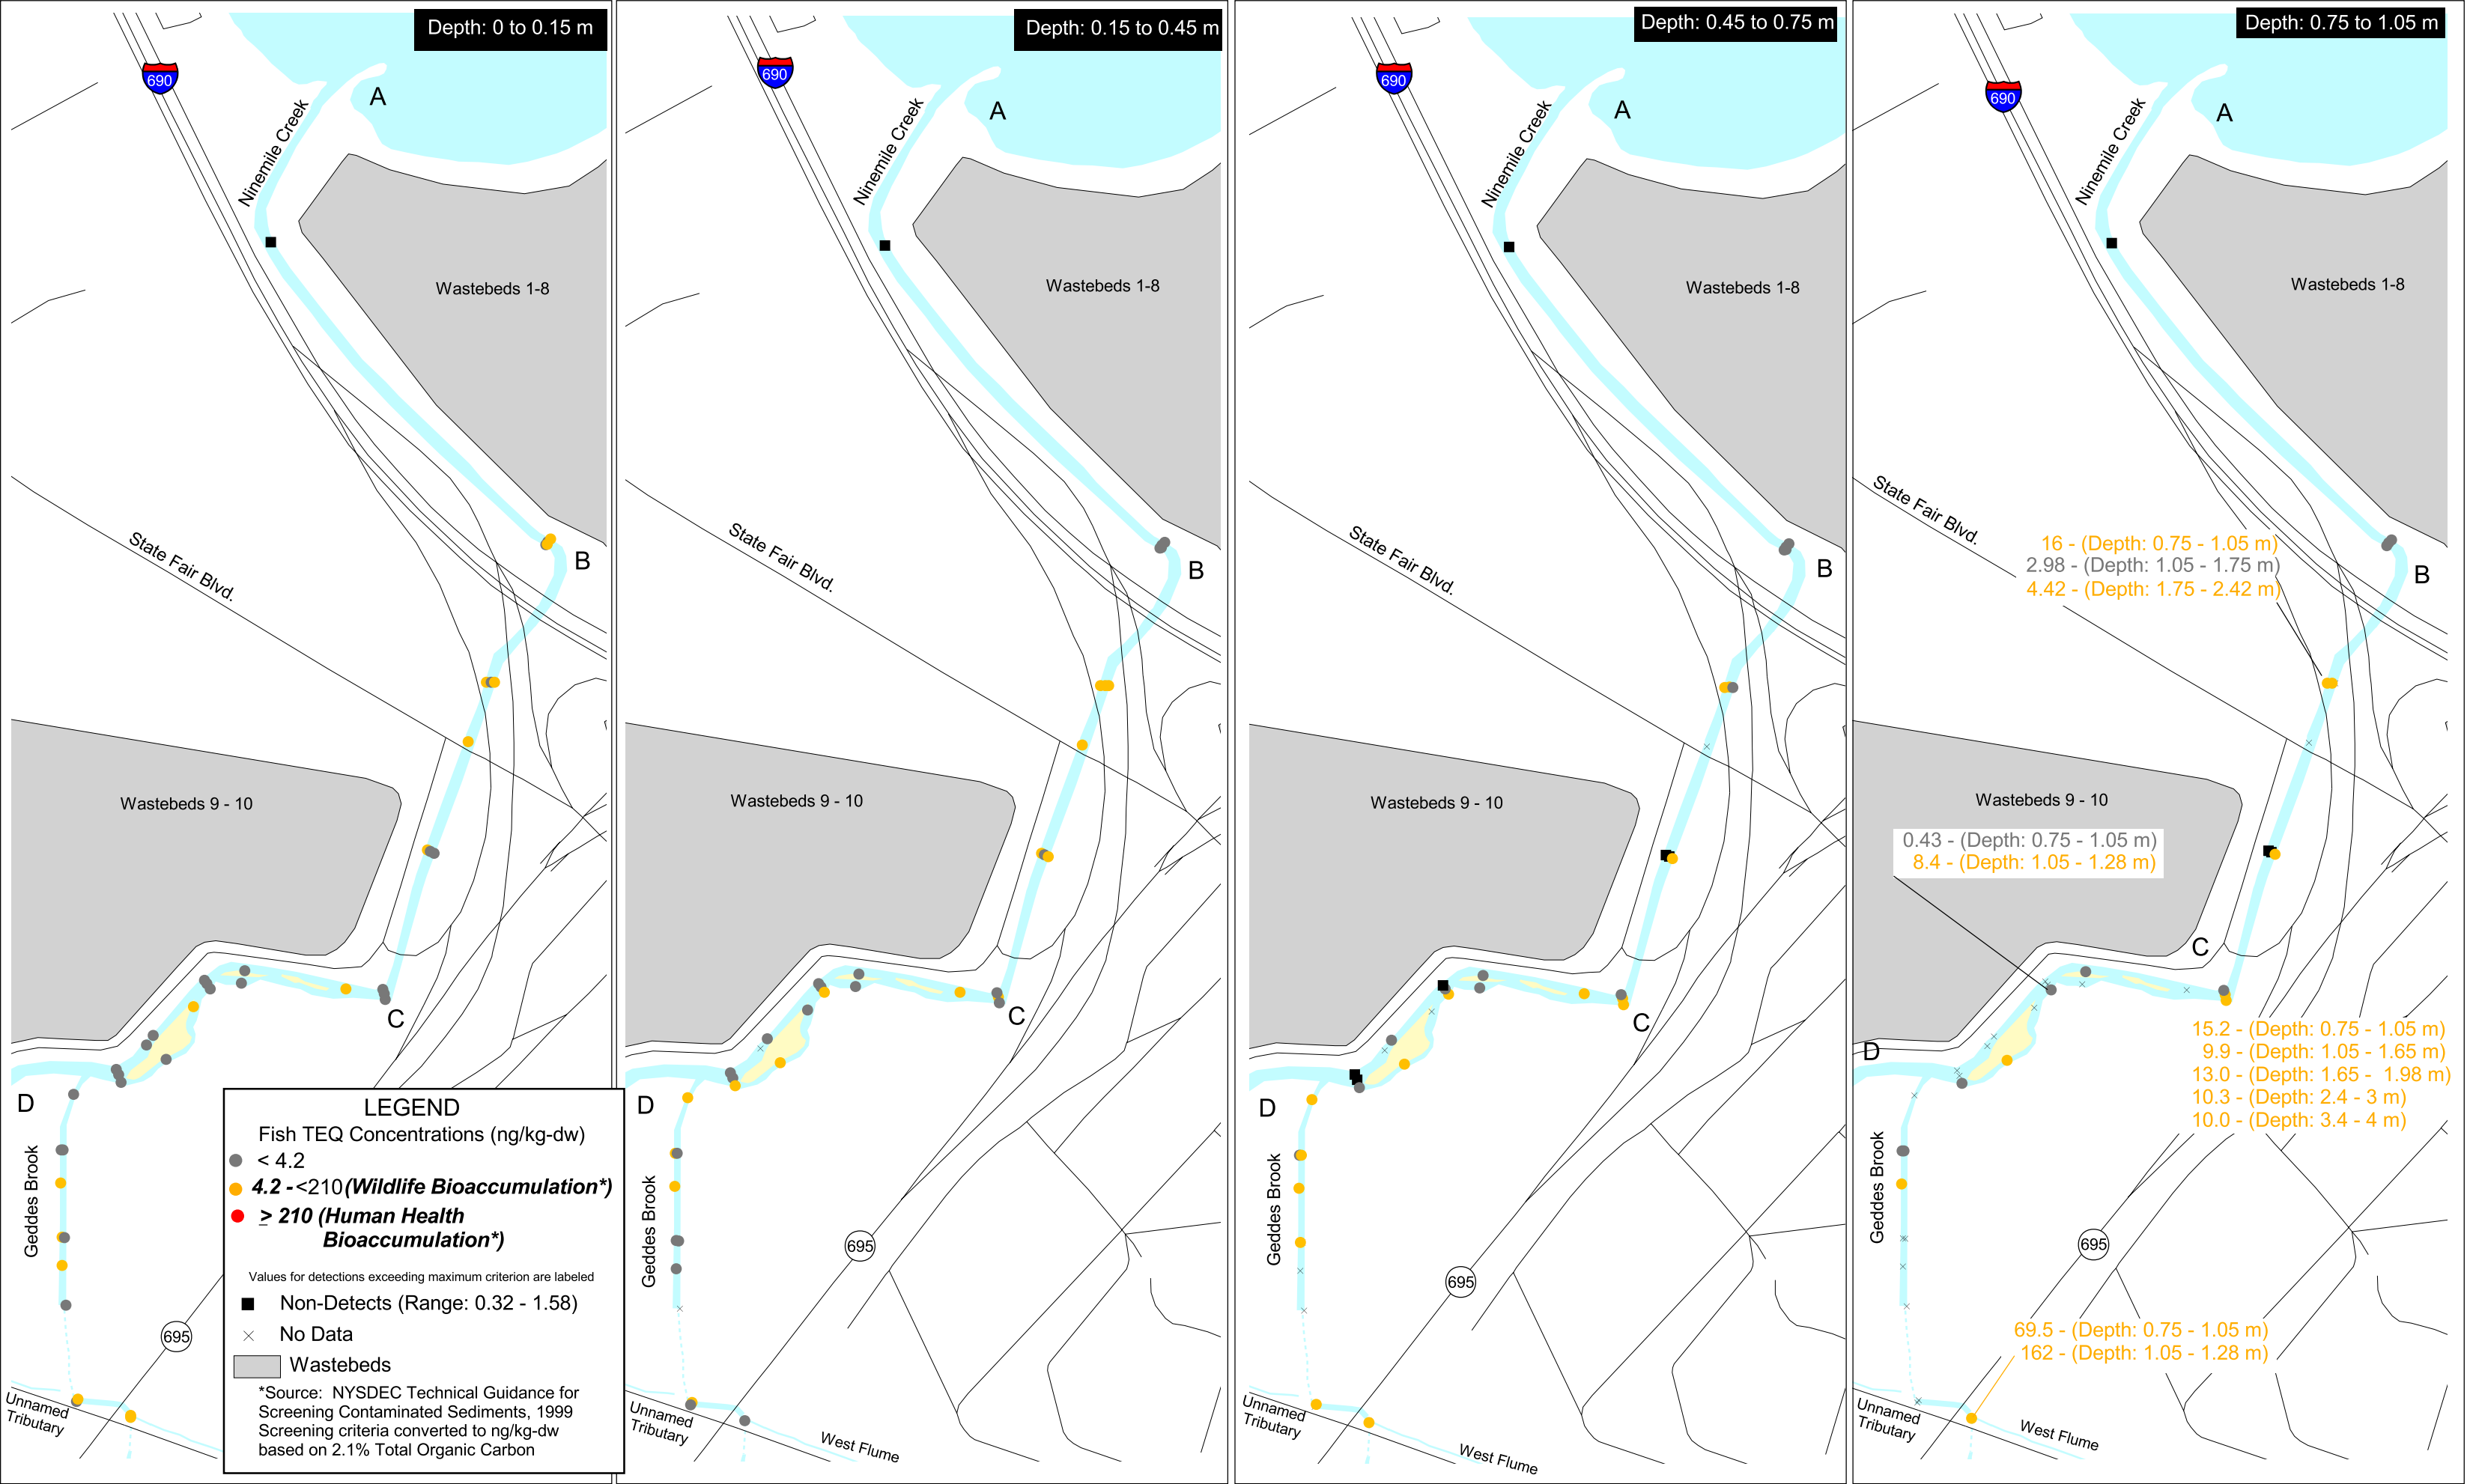 Depth: 0 to 0.15 m
690
A
Ninemile Creek
Wastebeds 1-8
B
State Fair Blvd.
Wastebeds 9 - 10
C
D
Geddes Brook
695
Unnamed
Tributary
LEGEND
Fish TEQ Concentrations (ng/kg-dw)
< 4.2
4.2 - <210 (Wildlife Bioaccumulation*)
≥ 210 (Human Health
Bioaccumulation*)
Values for detections exceeding maximum criterion are labeled
Non-Detects (Range: 0.32 - 1.58)
No Data
Wastebeds
*Source: NYSDEC Technical Guidance for
Screening Contaminated Sediments, 1999
Screening criteria converted to ng/kg-dw
based on 2.1% Total Organic Carbon
Depth: 0.15 to 0.45 m
690
A
Ninemile Creek
Wastebeds 1-8
B
State Fair Blvd.
Wastebeds 9 - 10
C
D
Geddes Brook
695
Unnamed
Tributary
West Flume
Depth: 0.45 to 0.75 m
690
A
Ninemile Creek
Wastebeds 1-8
B
State Fair Blvd.
Wastebeds 9 - 10
C
D
Geddes Brook
695
Unnamed
Tributary
West Flume
Depth: 0.75 to 1.05 m
690
A
Ninemile Creek
Wastebeds 1-8
State Fair Blvd.
16 - (Depth: 0.75 - 1.05 m)
2.98 - (Depth: 1.05 - 1.75 m)
4.42 - (Depth: 1.75 - 2.42 m)
B
Wastebeds 9 - 10
0.43 - (Depth: 0.75 - 1.05 m)
8.4 - (Depth: 1.05 - 1.28 m)
C
D
15.2 - (Depth: 0.75 - 1.05 m)
9.9 - (Depth: 1.05 - 1.65 m)
13.0 - (Depth: 1.65 - 1.98 m)
10.3 - (Depth: 2.4 - 3 m)
10.0 - (Depth: 3.4 - 4 m)
Geddes Brook
695
69.5 - (Depth: 0.75 - 1.05 m)
162 - (Depth: 1.05 - 1.28 m)
Unnamed
Tributary
West Flume